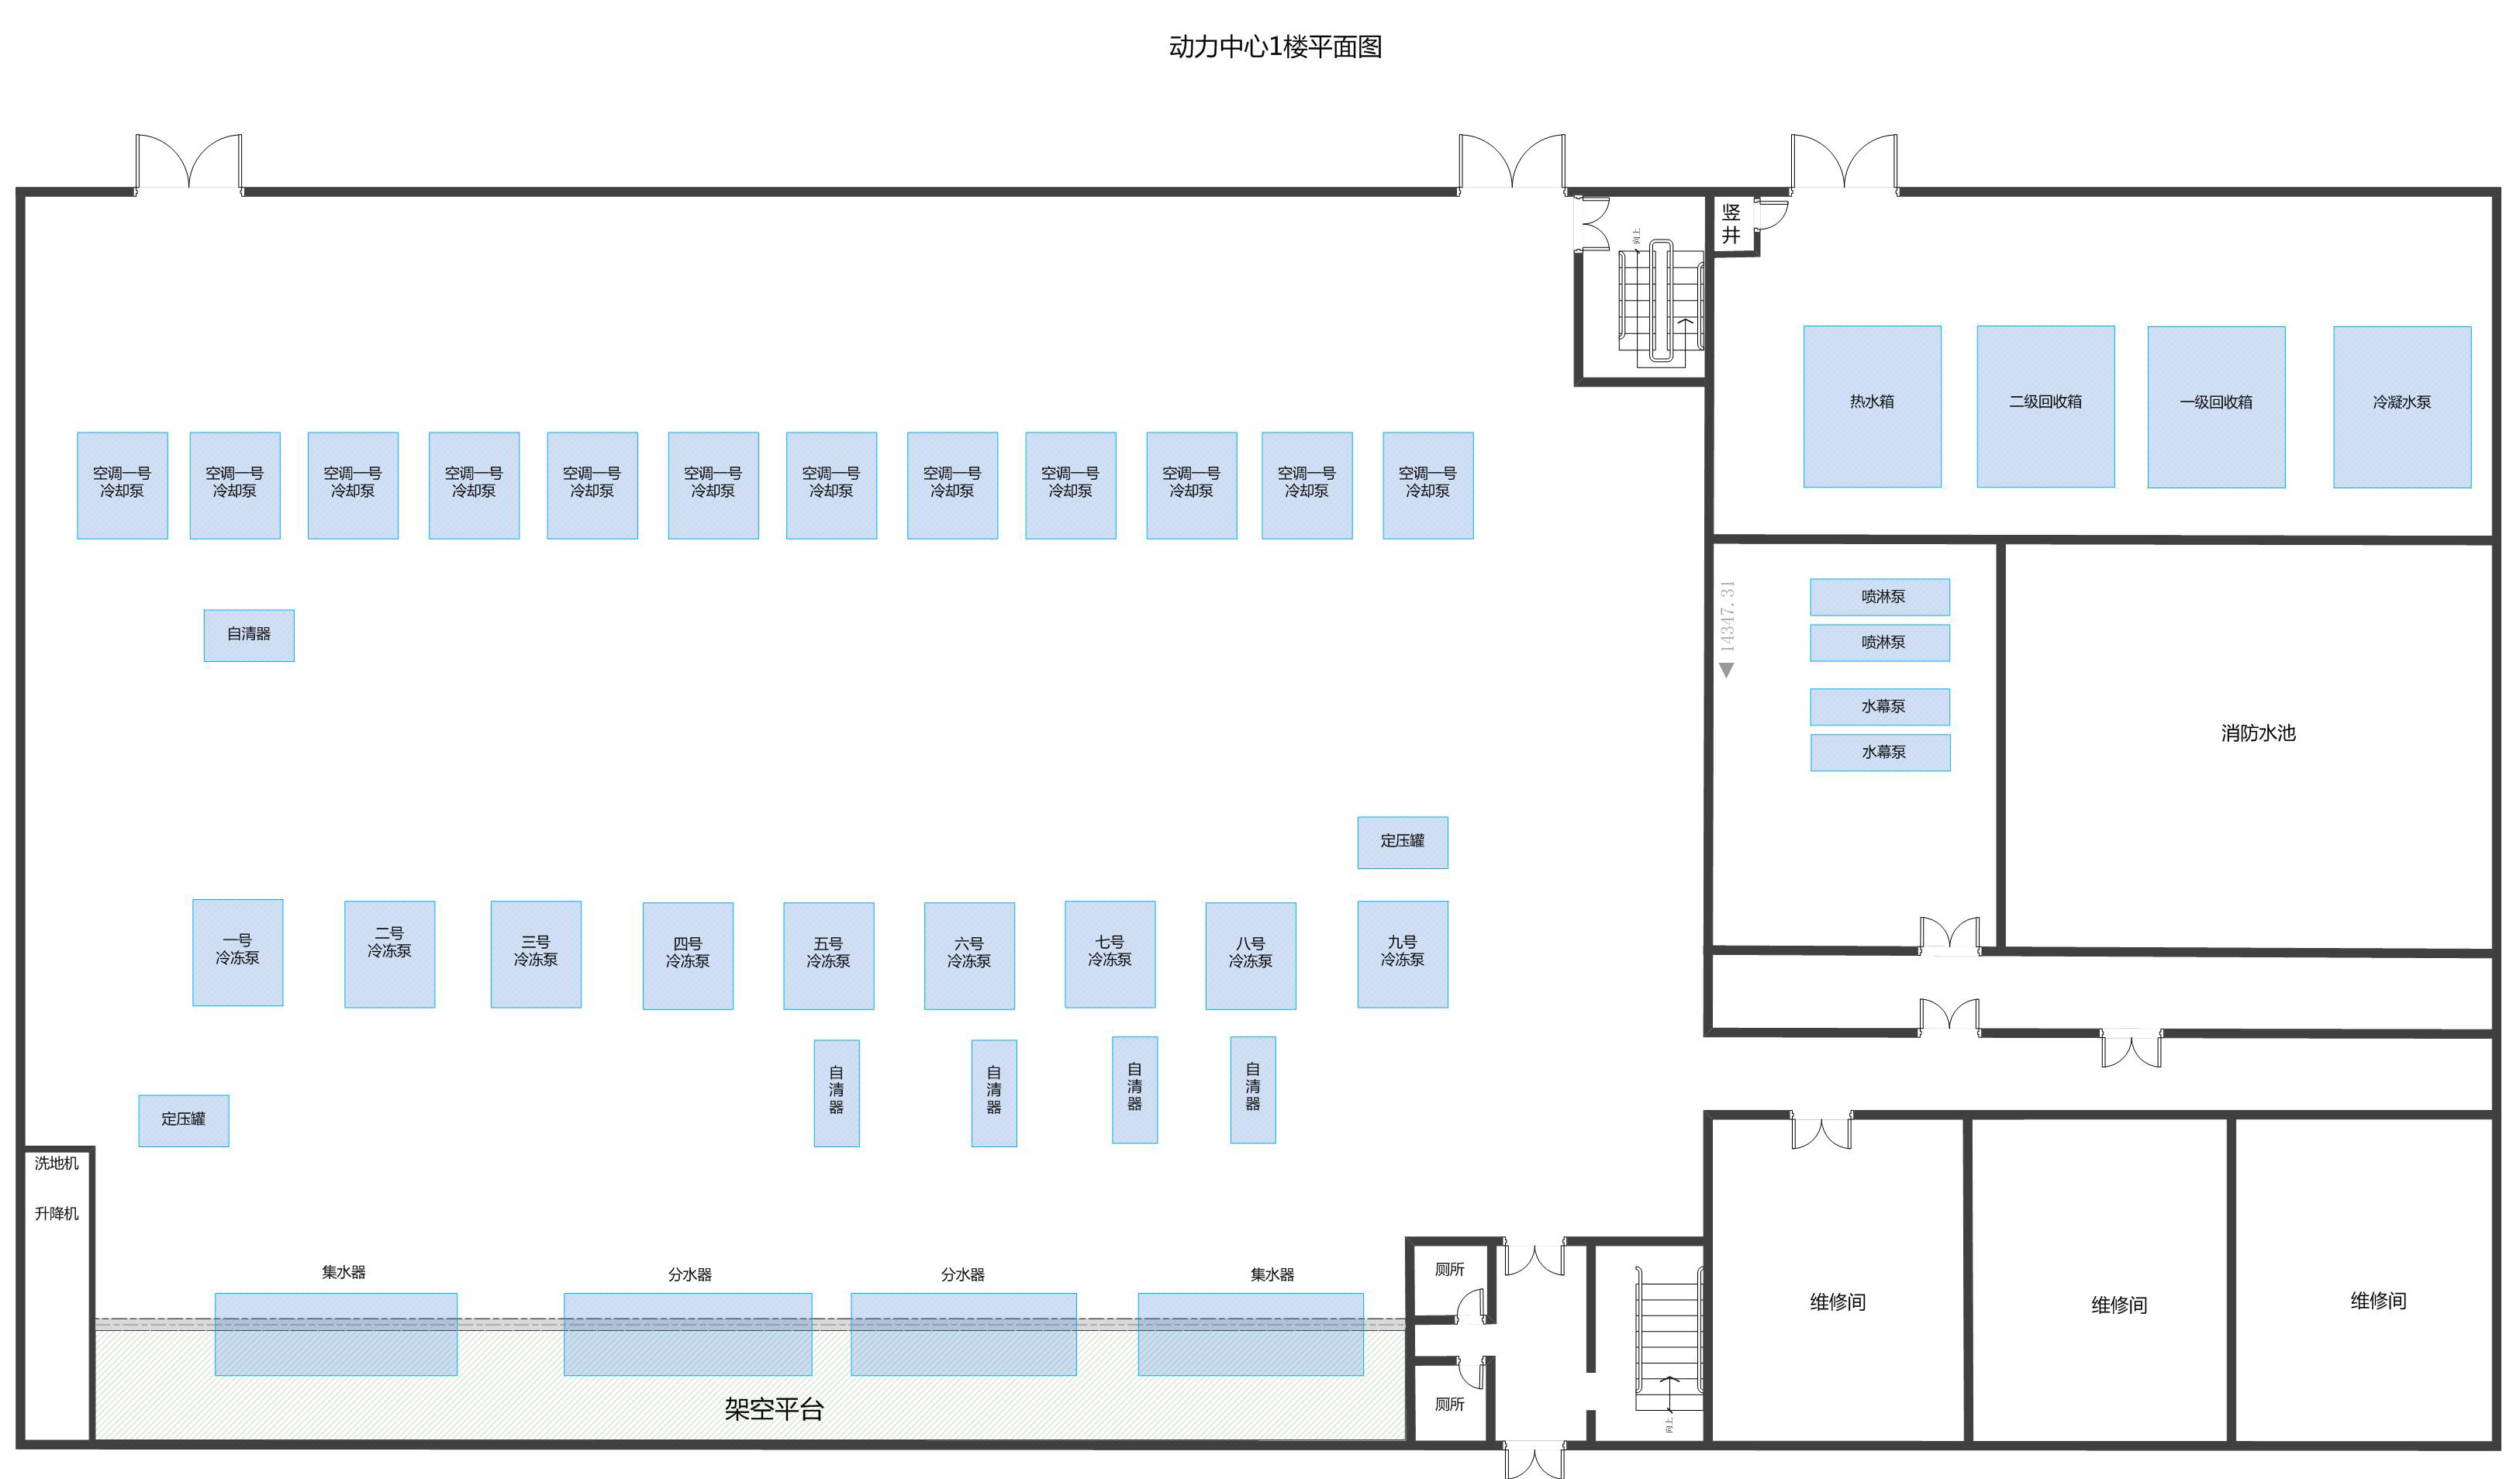 动力中心1楼平面图
向上
竖
井
热水箱
二级回收箱
一级回收箱
冷凝水泵
空调一号
冷却泵
空调一号
冷却泵
空调一号
冷却泵
空调一号
冷却泵
空调一号
冷却泵
空调一号
冷却泵
空调一号
冷却泵
空调一号
冷却泵
空调一号
冷却泵
空调一号
冷却泵
空调一号
冷却泵
空调一号
冷却泵
自清器
14347.31
喷淋泵
喷淋泵
水幕泵
水幕泵
消防水池
定压罐
一号
冷冻泵
二号
冷冻泵
三号
冷冻泵
四号
冷冻泵
五号
冷冻泵
六号
冷冻泵
七号
冷冻泵
八号
冷冻泵
九号
冷冻泵
自
清
器
自
清
器
自
清
器
自
清
器
定压罐
洗地机
升降机
集水器
分水器
分水器
集水器
架空平台
厕所
厕所
向上
维修间
维修间
维修间